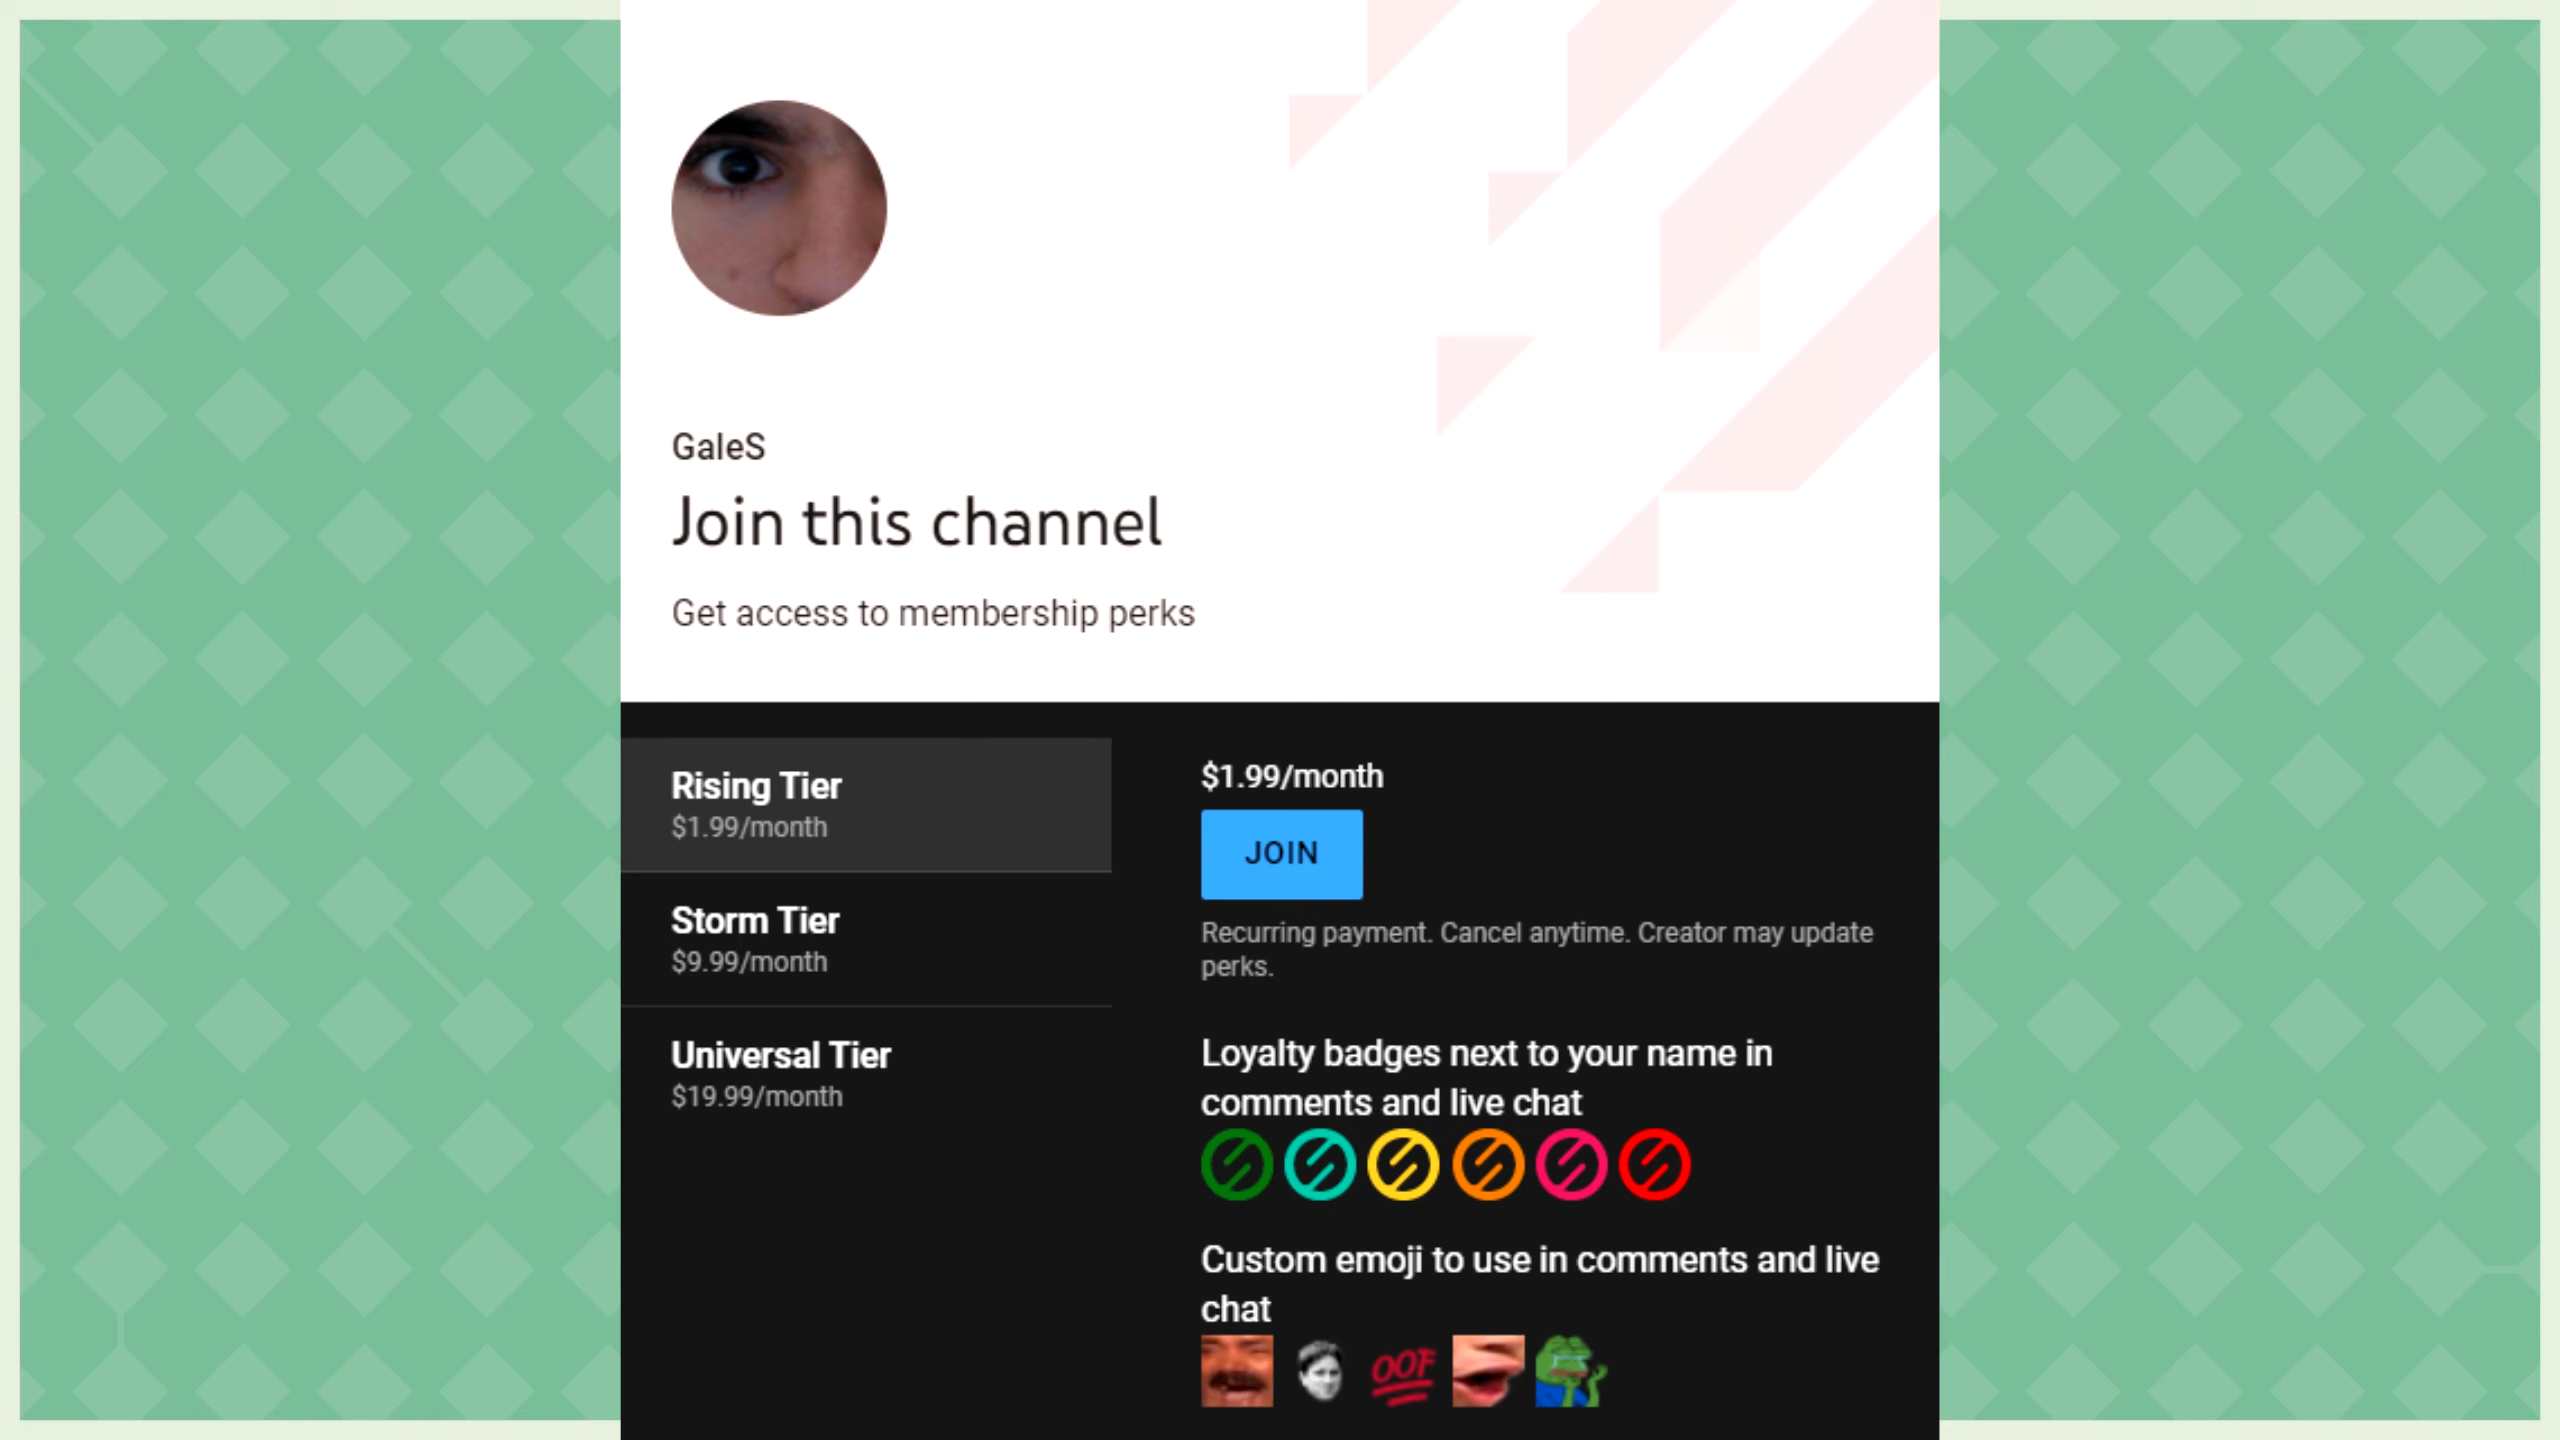 GaleS
Join this channel
Get access to membership perks
Rising Tier
$1.99/month
Storm Tier
$9.99/month
Universal Tier
$19.99/month
$1.99/month
JOIN
Recurring payment. Cancel anytime. Creator may update
perks.
Loyalty badges next to your name in
comments and live chat
Custom emoji to use in comments and live
chat
OOF